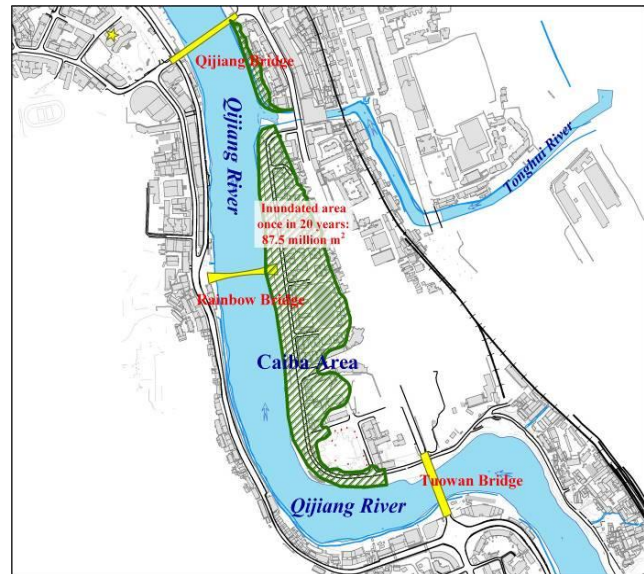 Qijiang Bridge
Qijiang River
Tonghui River
Inundated area
once in 20 years:
87.5 million m²
Rainbow Bridge
Caiba Area
Tuowan Bridge
Qijiang River